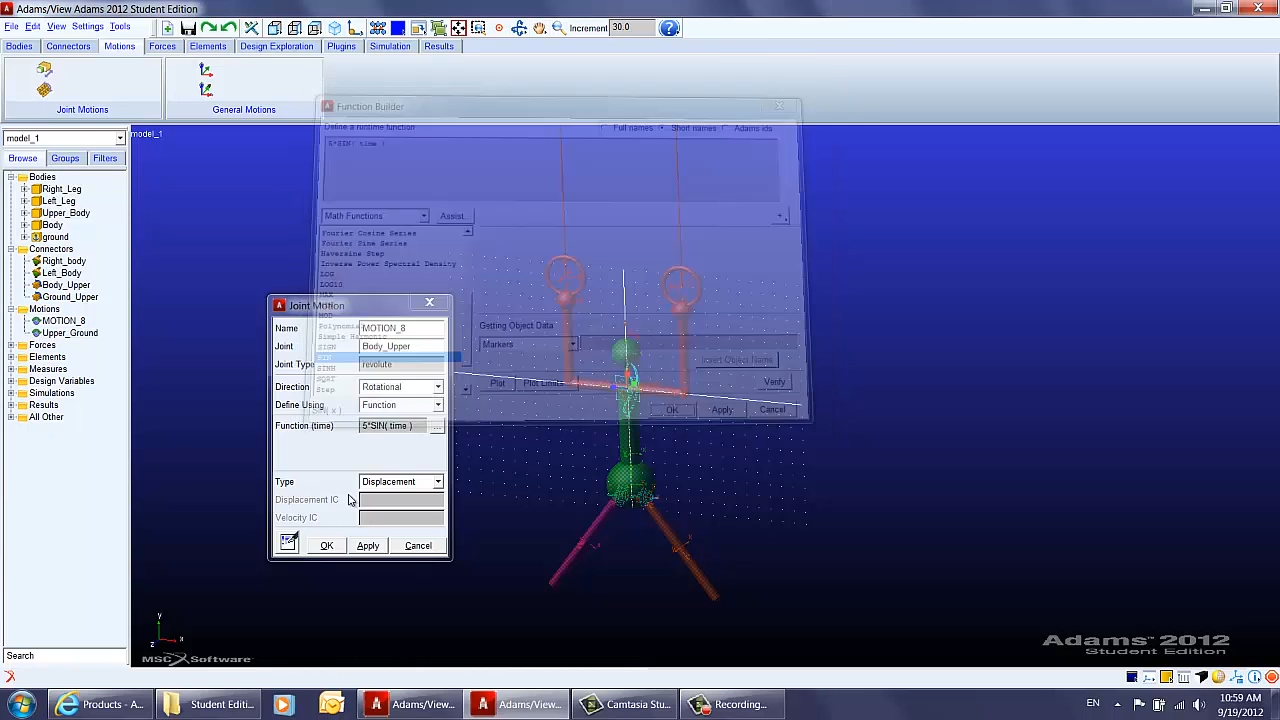 Adams/View Adams 2012 Student Edition
File Edit View Settings Tools
Increment 30.0
Bodies Connectors Motions Forces Elements Design Exploration Plugins Simulation Results
Joint Motions General Motions
Function Builder
Define a runtime function Full names Short names Adams ids
5*SIN( time )
model_1
model_1
Browse Groups Filters
Bodies
Right_Leg
Left_Leg
Upper_Body
Body
ground
Connectors
Right_body
Left_Body
Body_Upper
Ground_Upper
Motions
MOTION_8
Upper_Ground
Forces
Elements
Measures
Design Variables
Simulations
Results
All Other
Search
Math Functions Assist
Fourier Cosine Series
Fourier Sine Series
Haversine Step
Inverse Power Spectral Density
LOG
LOG10
MAX
MOD
SIGN
SIN
SINH
SQRT
Step
Getting Object Data
Markers
Insert Object Name
Plot Plot Limits Verify
OK Apply Cancel
Joint Motion
Name MOTION_8
Joint Body_Upper
Joint Type revolute
Direction Rotational
Define Using Function
Function (time) 5*SIN( time ) ...
Type Displacement
Displacement IC
Velocity IC
OK Apply Cancel
y
x
z
MSC Software
Adams 2012
Student Edition
Products - A...
Student Editi...
Adams/View...
Adams/View...
Camtasia Stu...
Recording...
EN
10:59 AM
9/19/2012